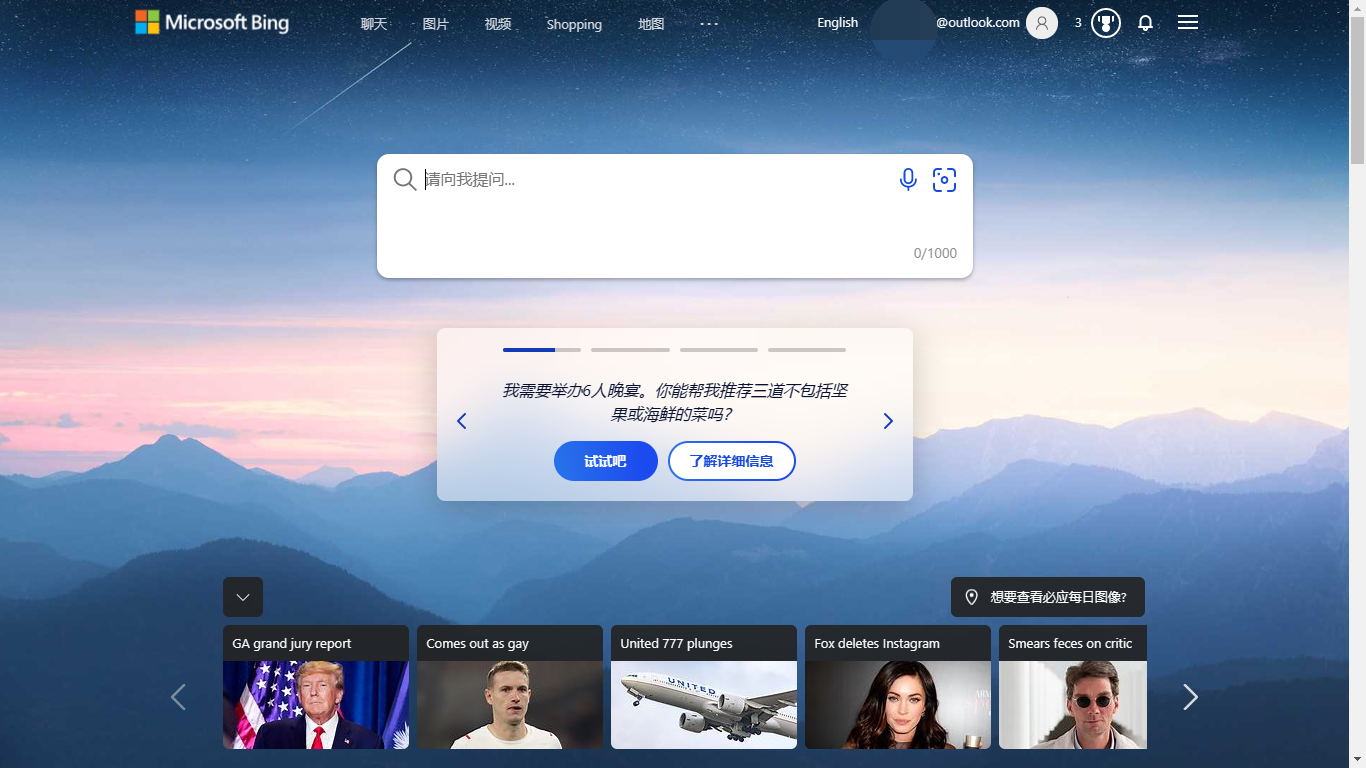 Microsoft Bing
聊天 图片 视频 Shopping 地图 ...
English @outlook.com 3
请向我提问...
0/1000
我需要举办6人晚宴。你能帮我推荐三道不包括坚
果或海鲜的菜吗?
试试吧 了解详细信息
想要查看必应每日图像?
GA grand jury report
Comes out as gay
United 777 plunges
UNITED
Fox deletes Instagram
Smears feces on critic